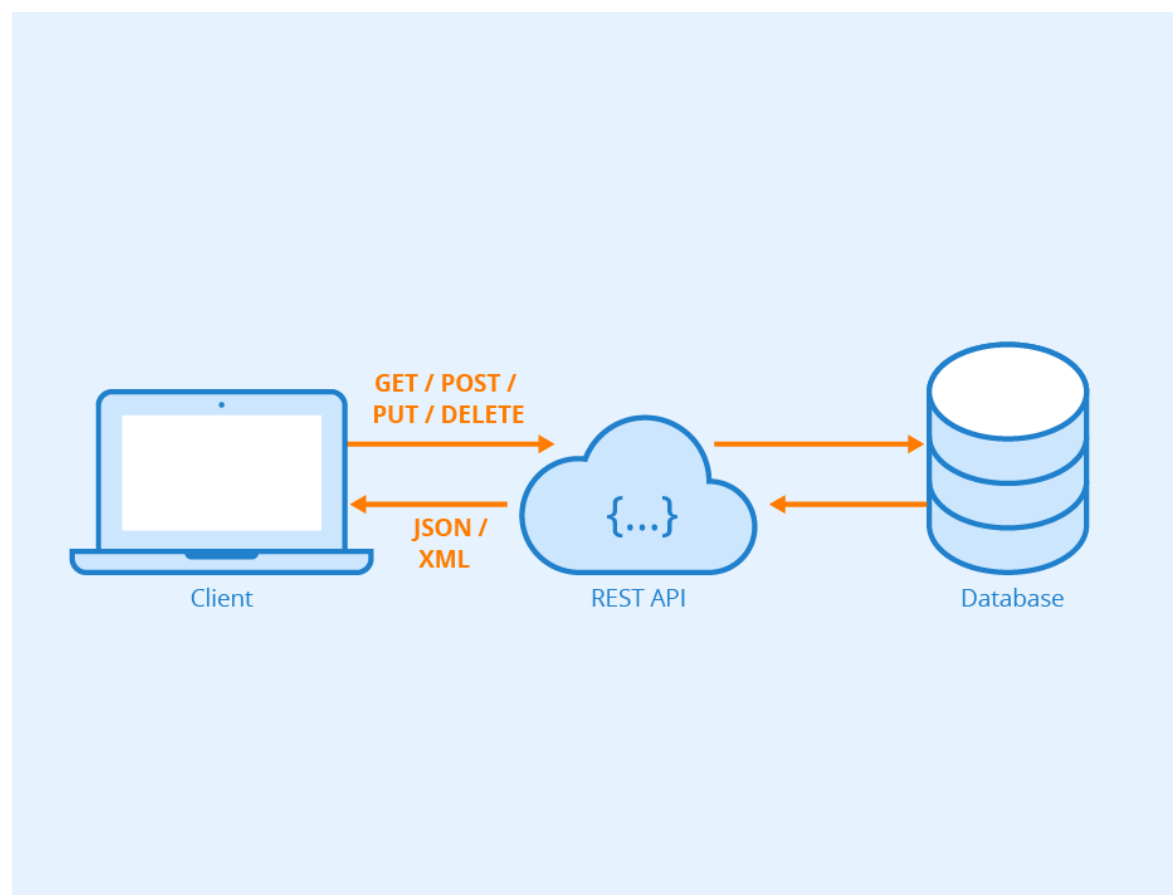 GET / POST /
PUT / DELETE
{...}
JSON /
XML
Client
REST API
Database